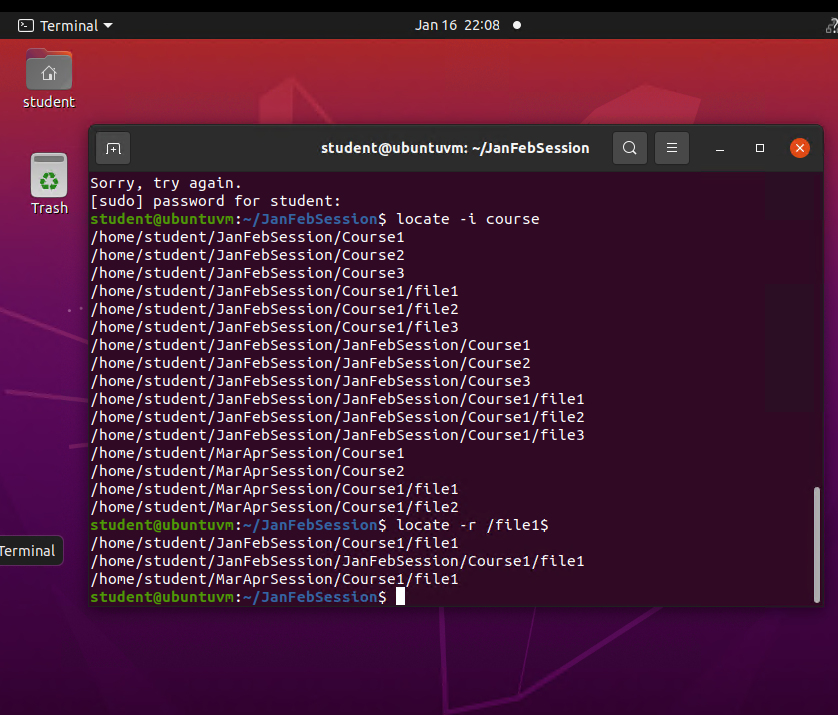 Terminal
Jan 16 22:08
student
Trash
student@ubuntuvm: ~/JanFebSession
Sorry, try again.
[sudo] password for student:
student@ubuntuvm:~/JanFebSession$ locate -i course
/home/student/JanFebSession/Course1
/home/student/JanFebSession/Course2
/home/student/JanFebSession/Course3
/home/student/JanFebSession/Course1/file1
/home/student/JanFebSession/Course1/file2
/home/student/JanFebSession/Course1/file3
/home/student/JanFebSession/JanFebSession/Course1
/home/student/JanFebSession/JanFebSession/Course2
/home/student/JanFebSession/JanFebSession/Course3
/home/student/JanFebSession/JanFebSession/Course1/file1
/home/student/JanFebSession/JanFebSession/Course1/file2
/home/student/JanFebSession/JanFebSession/Course1/file3
/home/student/MarAprSession/Course1
/home/student/MarAprSession/Course2
/home/student/MarAprSession/Course1/file1
/home/student/MarAprSession/Course1/file2
student@ubuntuvm:~/JanFebSession$ locate -r /file1$
/home/student/JanFebSession/Course1/file1
/home/student/JanFebSession/JanFebSession/Course1/file1
/home/student/MarAprSession/Course1/file1
student@ubuntuvm:~/JanFebSession$
Terminal